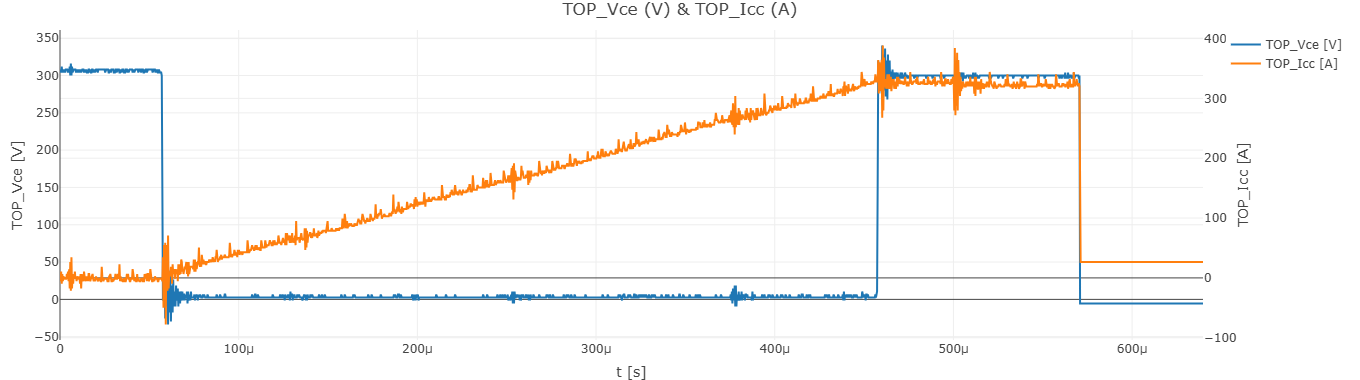 TOP_Vce (V) & TOP_Icc (A)
TOP_Vce [V]
TOP_Icc [A]
350
300
250
200
150
100
50
0
−50
TOP_Vce [V]
400
300
200
100
0
−100
TOP_Icc [A]
0
100μ
200μ
300μ
400μ
500μ
600μ
t [s]